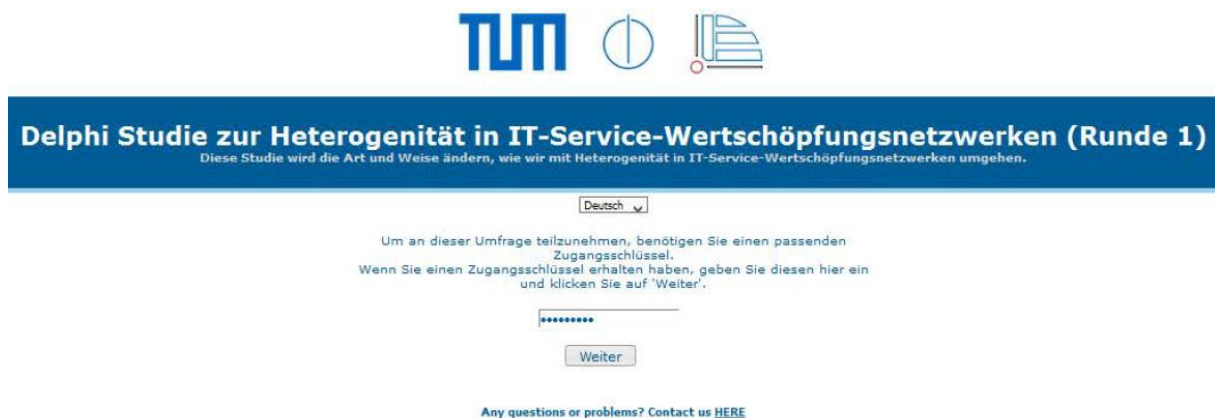 TUM
Delphi Studie zur Heterogenität in IT-Service-Wertschöpfungsnetzwerken (Runde 1)
Diese Studie wird die Art und Weise ändern, wie wir mit Heterogenität in IT-Service-Wertschöpfungsnetzwerken umgehen.
Deutsch
Um an dieser Umfrage teilzunehmen, benötigen Sie einen passenden
Zugangsschlüssel.
Wenn Sie einen Zugangsschlüssel erhalten haben, geben Sie diesen hier ein
und klicken Sie auf 'Weiter'.
•••••••••
Weiter
Any questions or problems? Contact us HERE